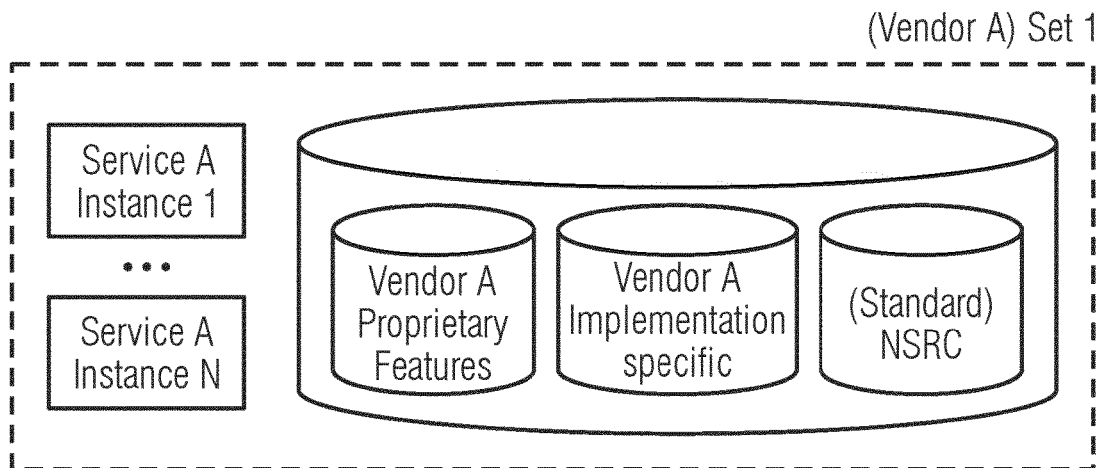 (Vendor A) Set 1
Service A
Instance 1
•••
Service A
Instance N
Vendor A
Proprietary
Features
Vendor A
Implementation
specific
(Standard)
NSRC